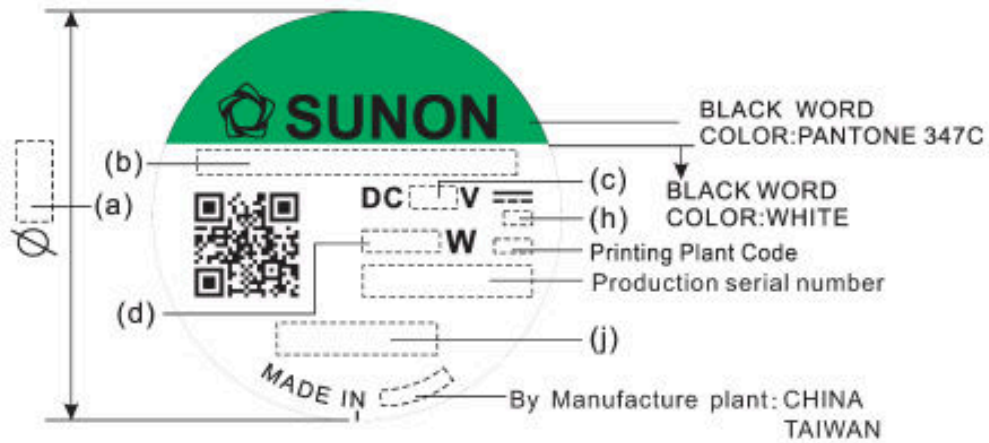 SUNON
BLACK WORD
COLOR:PANTONE 347C
(b)
(c)
(a)
DC V
BLACK WORD
COLOR:WHITE
(h)
Ø
W
Printing Plant Code
Production serial number
(d)
(j)
MADE IN
By Manufacture plant: CHINA
TAIWAN